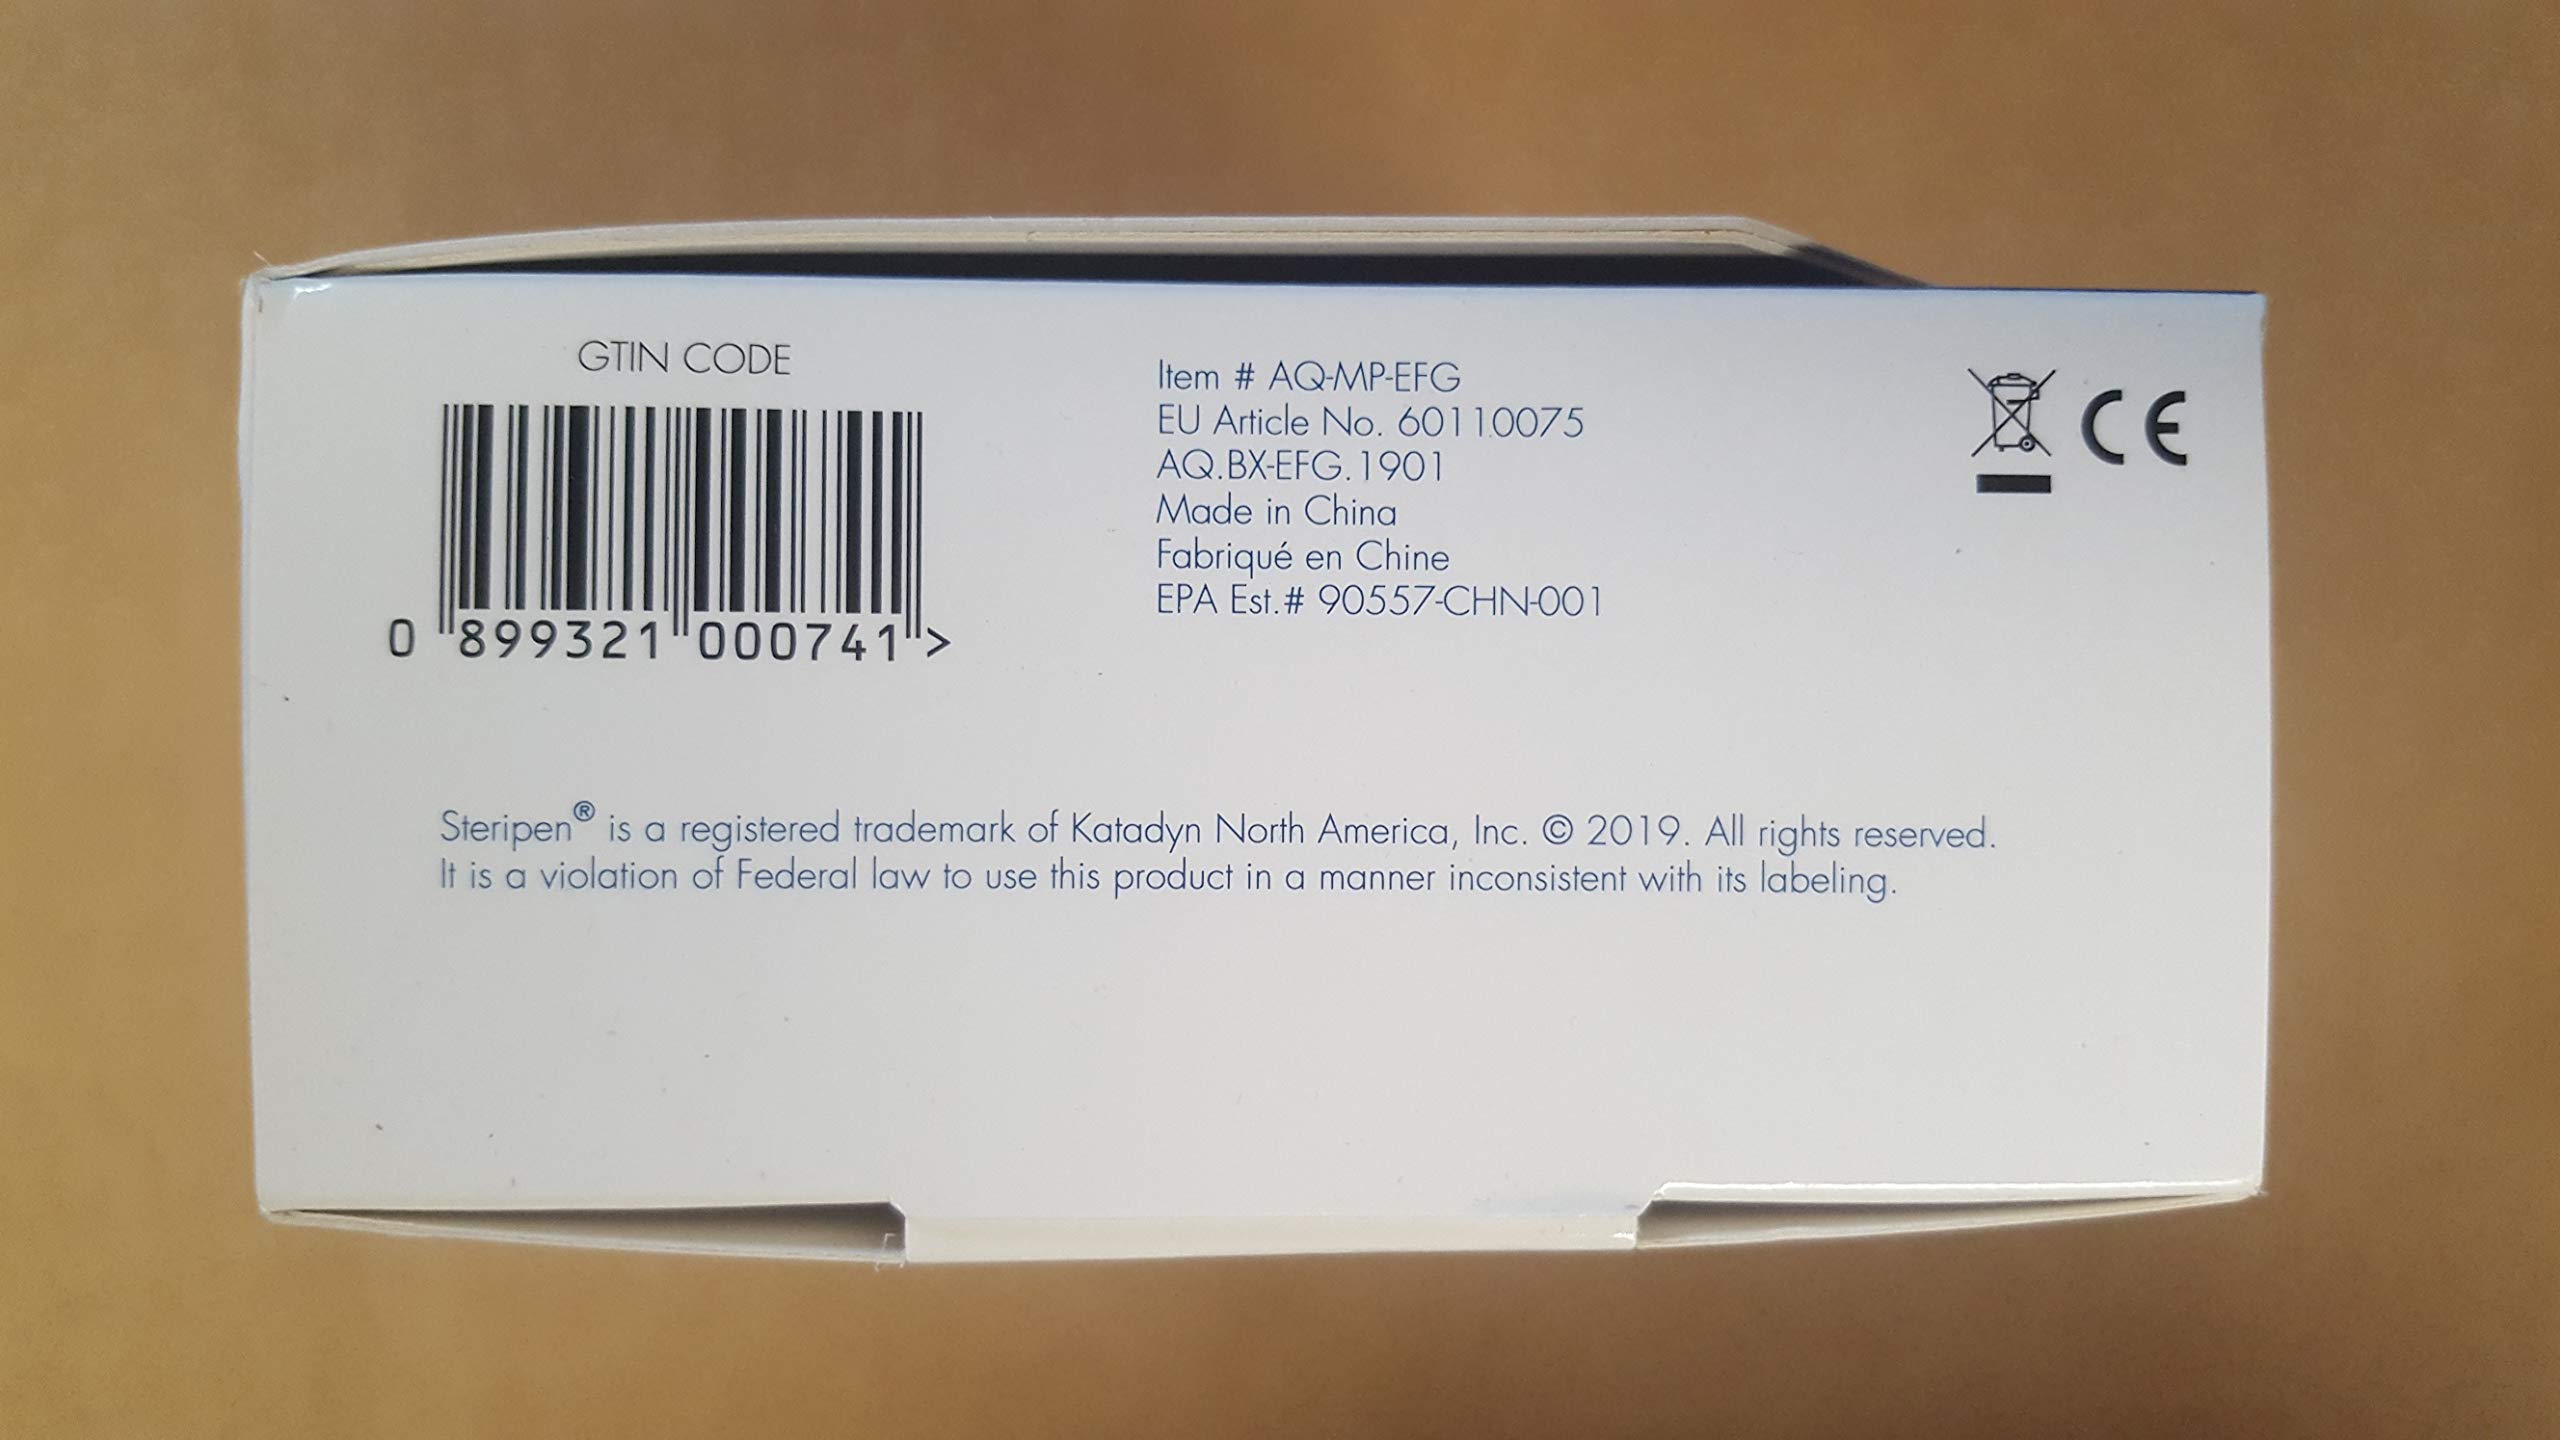 GTIN CODE
0 899321 000741 >
Item # AQ-MP-EFG
EU Article No. 60110075
AQ.BX-EFG.1901
Made in China
Fabriqué en Chine
EPA Est.# 90557-CHN-001
CE
Steripen® is a registered trademark of Katadyn North America, Inc. © 2019. All rights reserved.
It is a violation of Federal law to use this product in a manner inconsistent with its labeling.